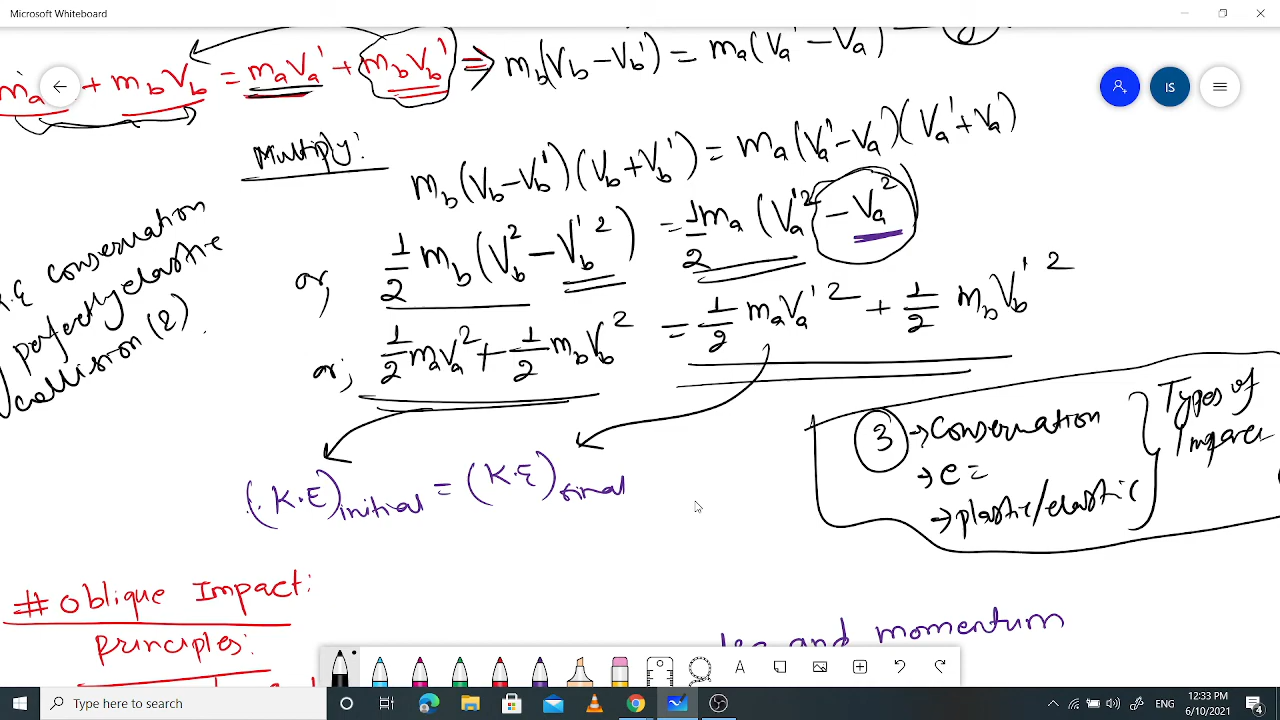 Microsoft Whiteboard
ma + mbVb = maVa' + mbVb' ⇒ mb(Vb - Vb') = ma(Va' - Va)
IS
Multiply:
mb(Vb - Vb')(Vb + Vb') = ma(Va' - Va)(Va' + Va)
or, 1/2 mb(Vb² - Vb'²) = 1/2 ma(Va'² - Va²)
or; 1/2 maVa² + 1/2 mbVb² = 1/2 maVa'² + 1/2 mbVb'²
K.E conservation
perfectly elastic
collision (2).
(K.E)initial = (K.E)final
3 → Conservation
→ e =
→ plastic/elastic
Types of
Impact
# Oblique Impact:
Principles:
and momentum
Type here to search
ENG
12:33 PM
6/10/2021
4